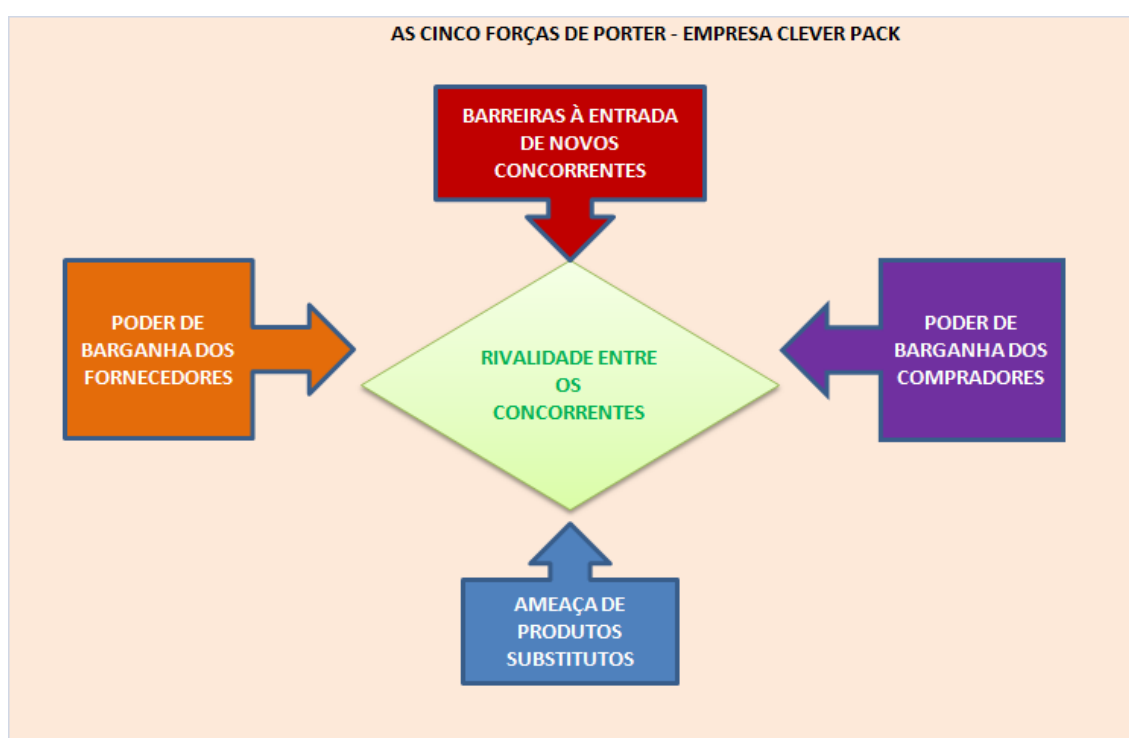 AS CINCO FORÇAS DE PORTER - EMPRESA CLEVER PACK
BARREIRAS À ENTRADA
DE NOVOS
CONCORRENTES
PODER DE
BARGANHA DOS
FORNECEDORES
RIVALIDADE ENTRE
OS
CONCORRENTES
PODER DE
BARGANHA DOS
COMPRADORES
AMEAÇA DE
PRODUTOS
SUBSTITUTOS